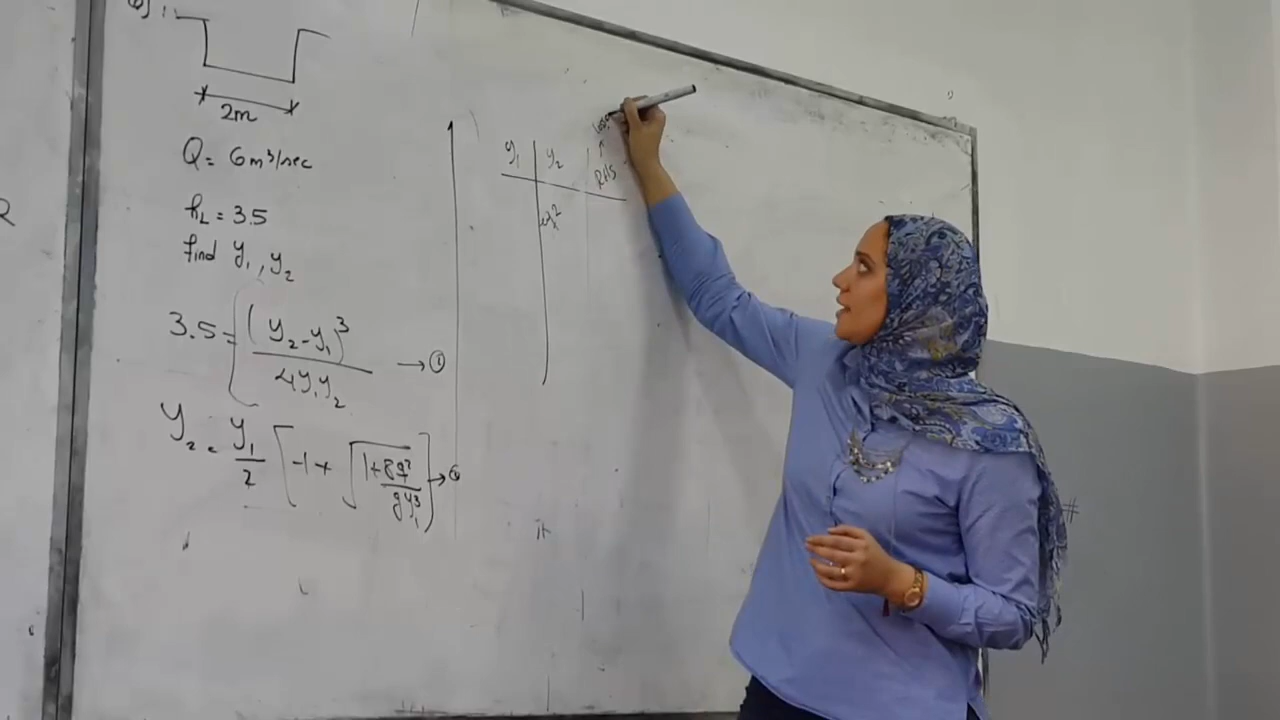 2m
Q = 6m³/sec
hL = 3.5
find y₁, y₂
3.5 = (y₂ - y₁)³ / 4y₁y₂ → ①
y₂ = y₁/2 [-1 + √1+8q²/gy₁³] → ②
y₁ y₂ RHS
#